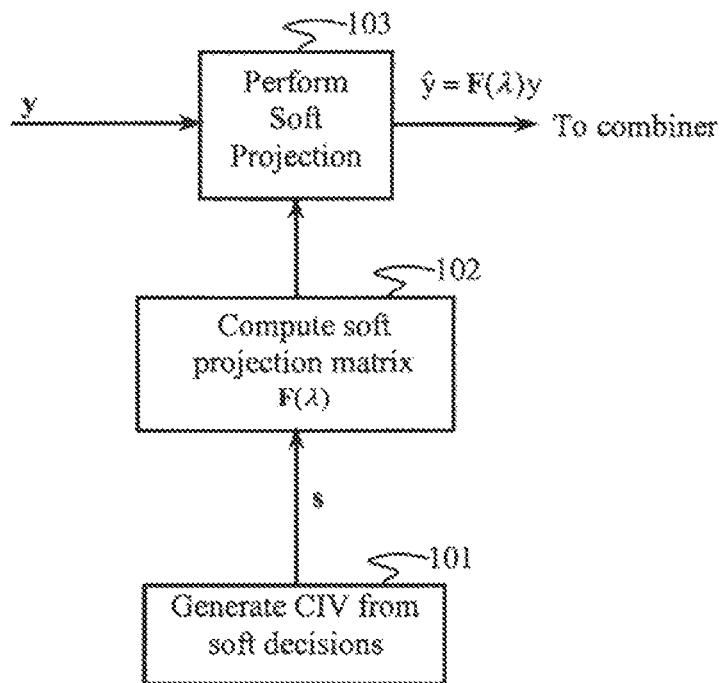 103
Perform
Soft
Projection
y
ŷ = F(λ)y
To combiner
102
Compute soft
projection matrix
F(λ)
s
101
Generate CIV from
soft decisions